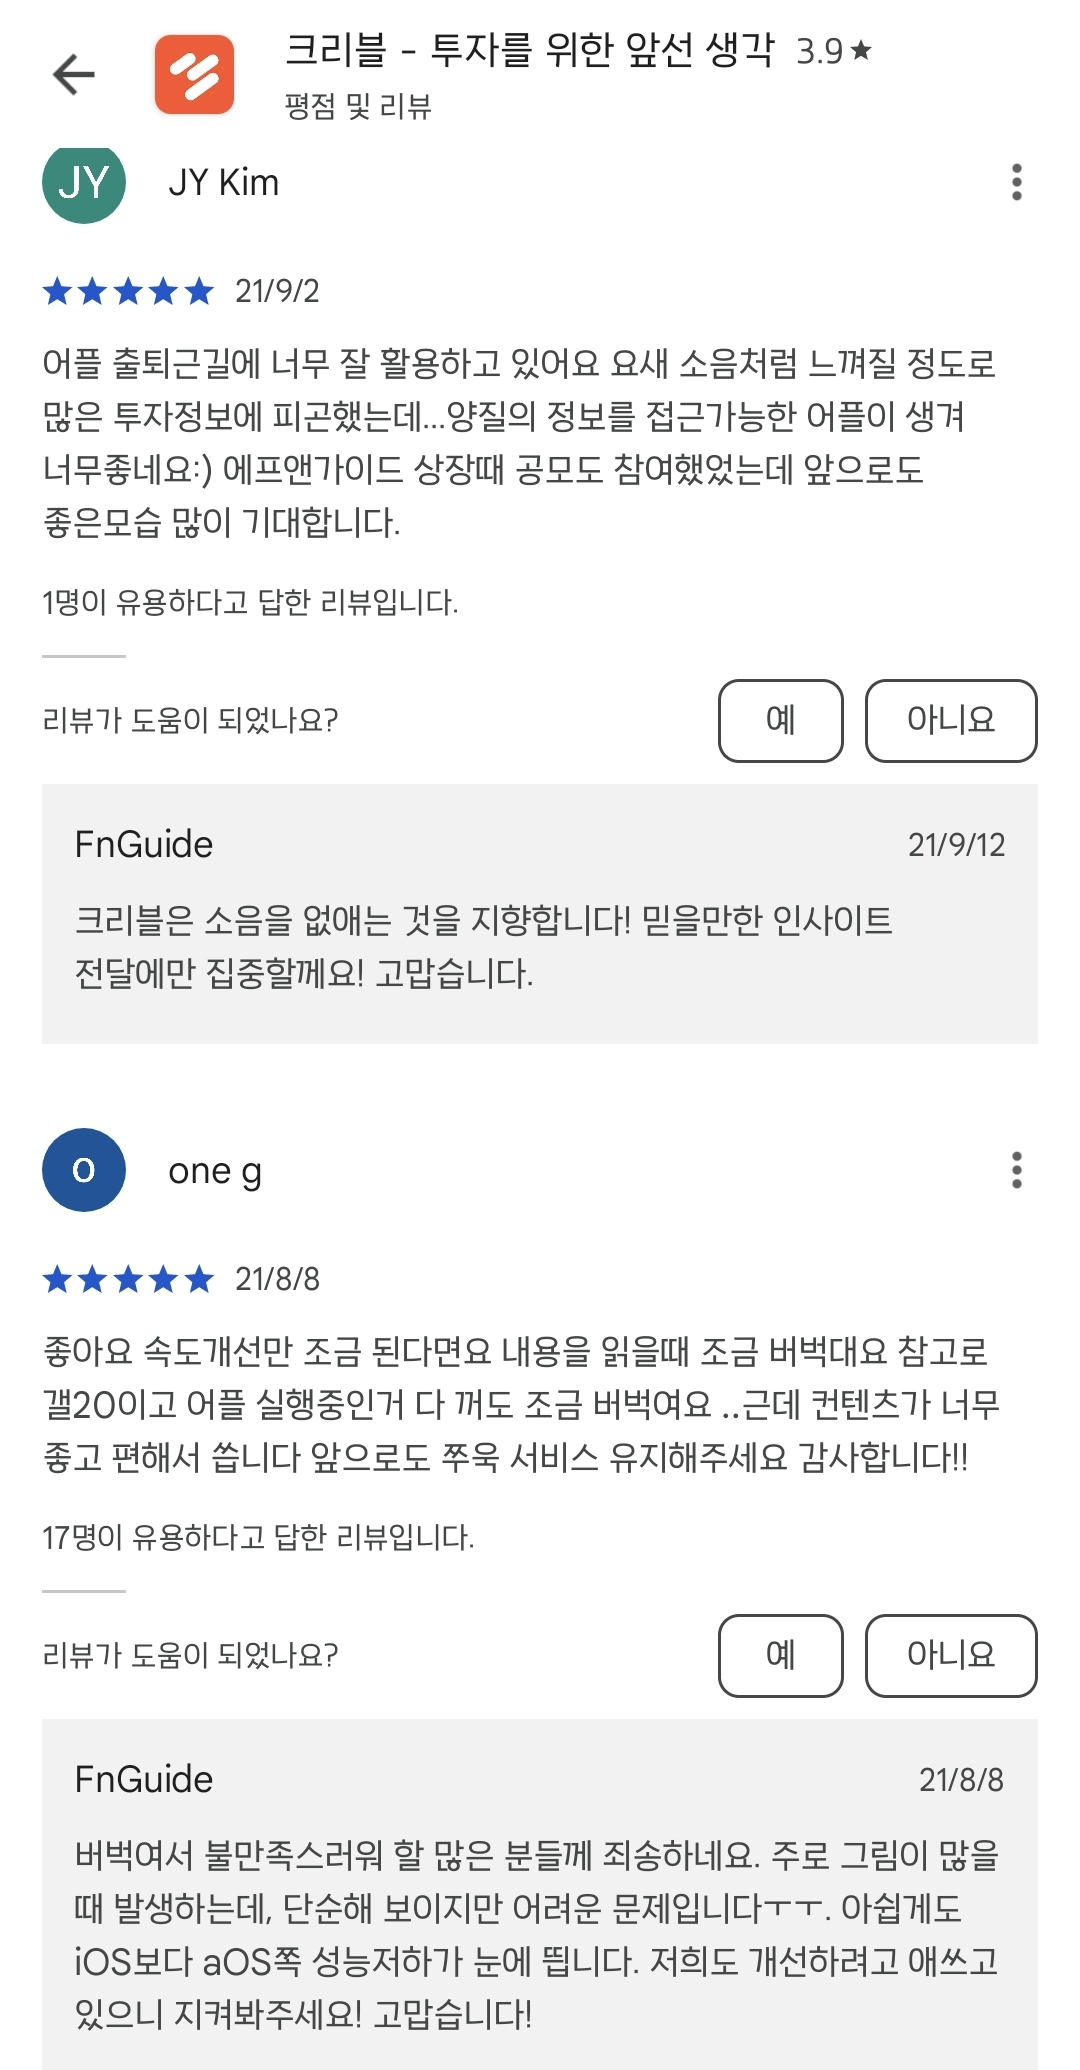 크리블 - 투자를 위한 앞선 생각 3.9★
평점 및 리뷰
JY JY Kim
21/9/2
어플 출퇴근길에 너무 잘 활용하고 있어요 요새 소음처럼 느껴질 정도로
많은 투자정보에 피곤했는데...양질의 정보를 접근가능한 어플이 생겨
너무좋네요:) 에프앤가이드 상장때 공모도 참여했었는데 앞으로도
좋은모습 많이 기대합니다.
1명이 유용하다고 답한 리뷰입니다.
리뷰가 도움이 되었나요? 예 아니요
FnGuide 21/9/12
크리블은 소음을 없애는 것을 지향합니다! 믿을만한 인사이트
전달에만 집중할께요! 고맙습니다.
o one g
21/8/8
좋아요 속도개선만 조금 된다면요 내용을 읽을때 조금 버벅대요 참고로
갤20이고 어플 실행중인거 다 꺼도 조금 버벅여요 ..근데 컨텐츠가 너무
좋고 편해서 씁니다 앞으로도 쭈욱 서비스 유지해주세요 감사합니다!!
17명이 유용하다고 답한 리뷰입니다.
리뷰가 도움이 되었나요? 예 아니요
FnGuide 21/8/8
버벅여서 불만족스러워 할 많은 분들께 죄송하네요. 주로 그림이 많을
때 발생하는데, 단순해 보이지만 어려운 문제입니다ㅜㅜ. 아쉽게도
iOS보다 aOS쪽 성능저하가 눈에 띕니다. 저희도 개선하려고 애쓰고
있으니 지켜봐주세요! 고맙습니다!